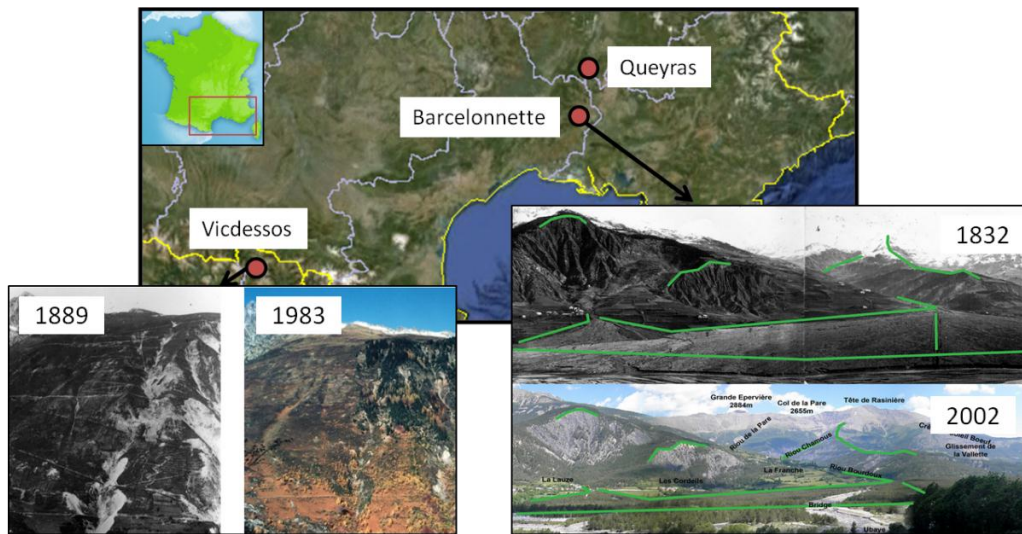 Queyras
Barcelonnette
Vicdessos
1832
1889
1983
Grande Epervière
2884m
Col de la Pare
2655m
Tête de Rasinière
2002
Riou de la Pare
Riou Chamous
Glissement de
la Vallette
La Lauze
Les Cordeils
La Franche
Riou Bourdoux
Bridge
Ubaye